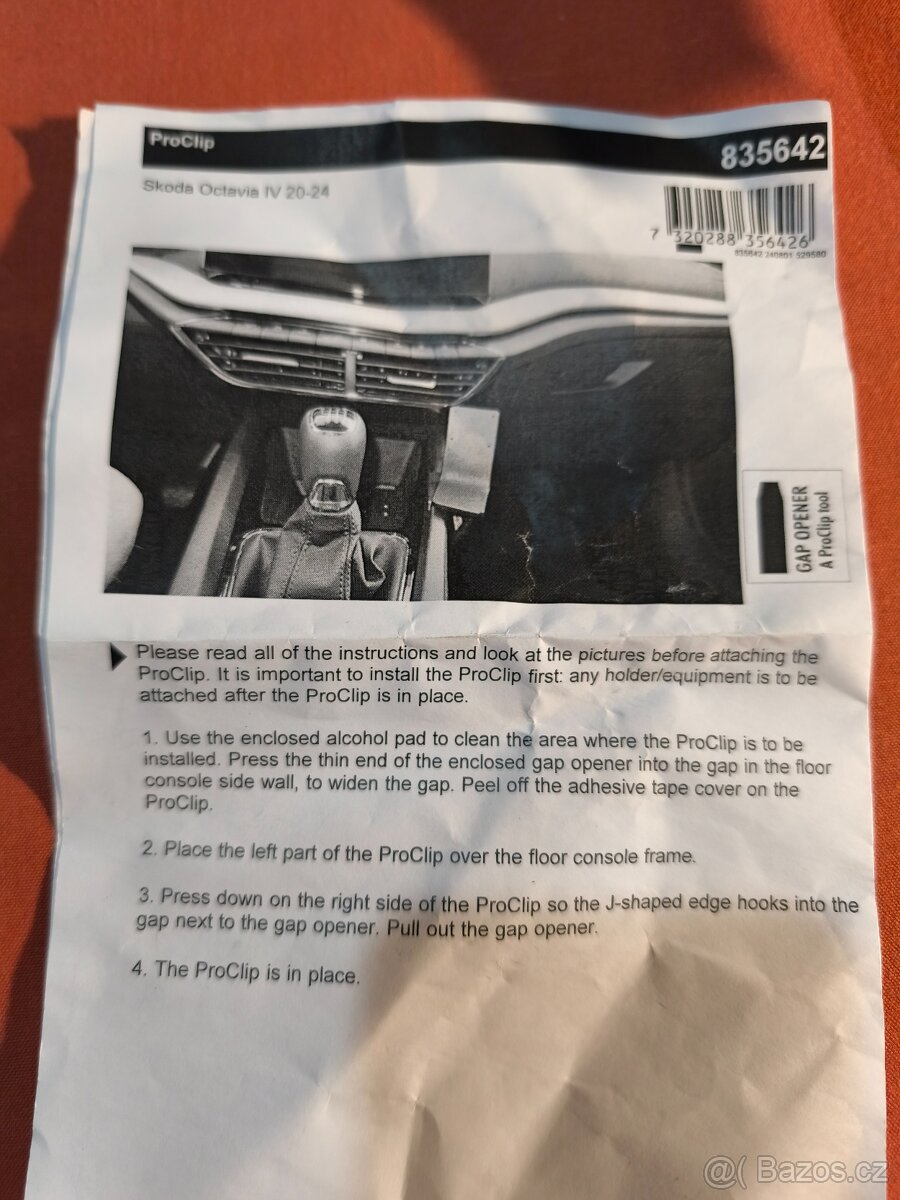 ProClip
835642
Skoda Octavia IV 20-24
7 320288 356426
835642 240801 529580
GAP OPENER
A ProClip tool
Please read all of the instructions and look at the pictures before attaching the
ProClip. It is important to install the ProClip first: any holder/equipment is to be
attached after the ProClip is in place.
1. Use the enclosed alcohol pad to clean the area where the ProClip is to be
installed. Press the thin end of the enclosed gap opener into the gap in the floor
console side wall, to widen the gap. Peel off the adhesive tape cover on the
ProClip.
2. Place the left part of the ProClip over the floor console frame.
3. Press down on the right side of the ProClip so the J-shaped edge hooks into the
gap next to the gap opener. Pull out the gap opener.
4. The ProClip is in place.
@( Bazos.cz